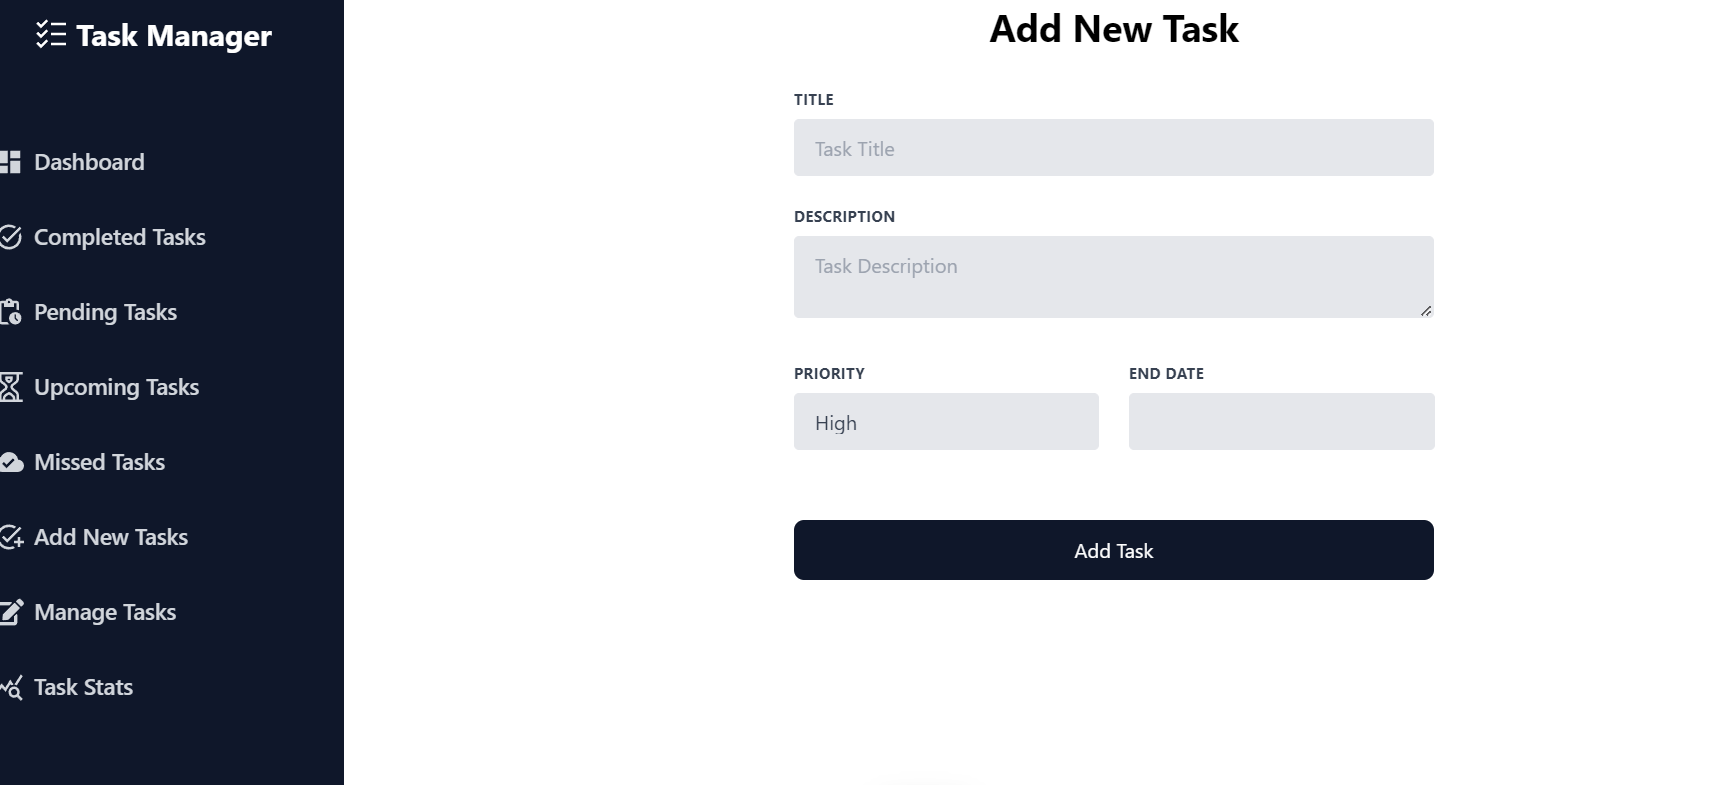 Task Manager
Dashboard
Completed Tasks
Pending Tasks
Upcoming Tasks
Missed Tasks
Add New Tasks
Manage Tasks
Task Stats
Add New Task
TITLE
Task Title
DESCRIPTION
Task Description
PRIORITY
END DATE
High
Add Task